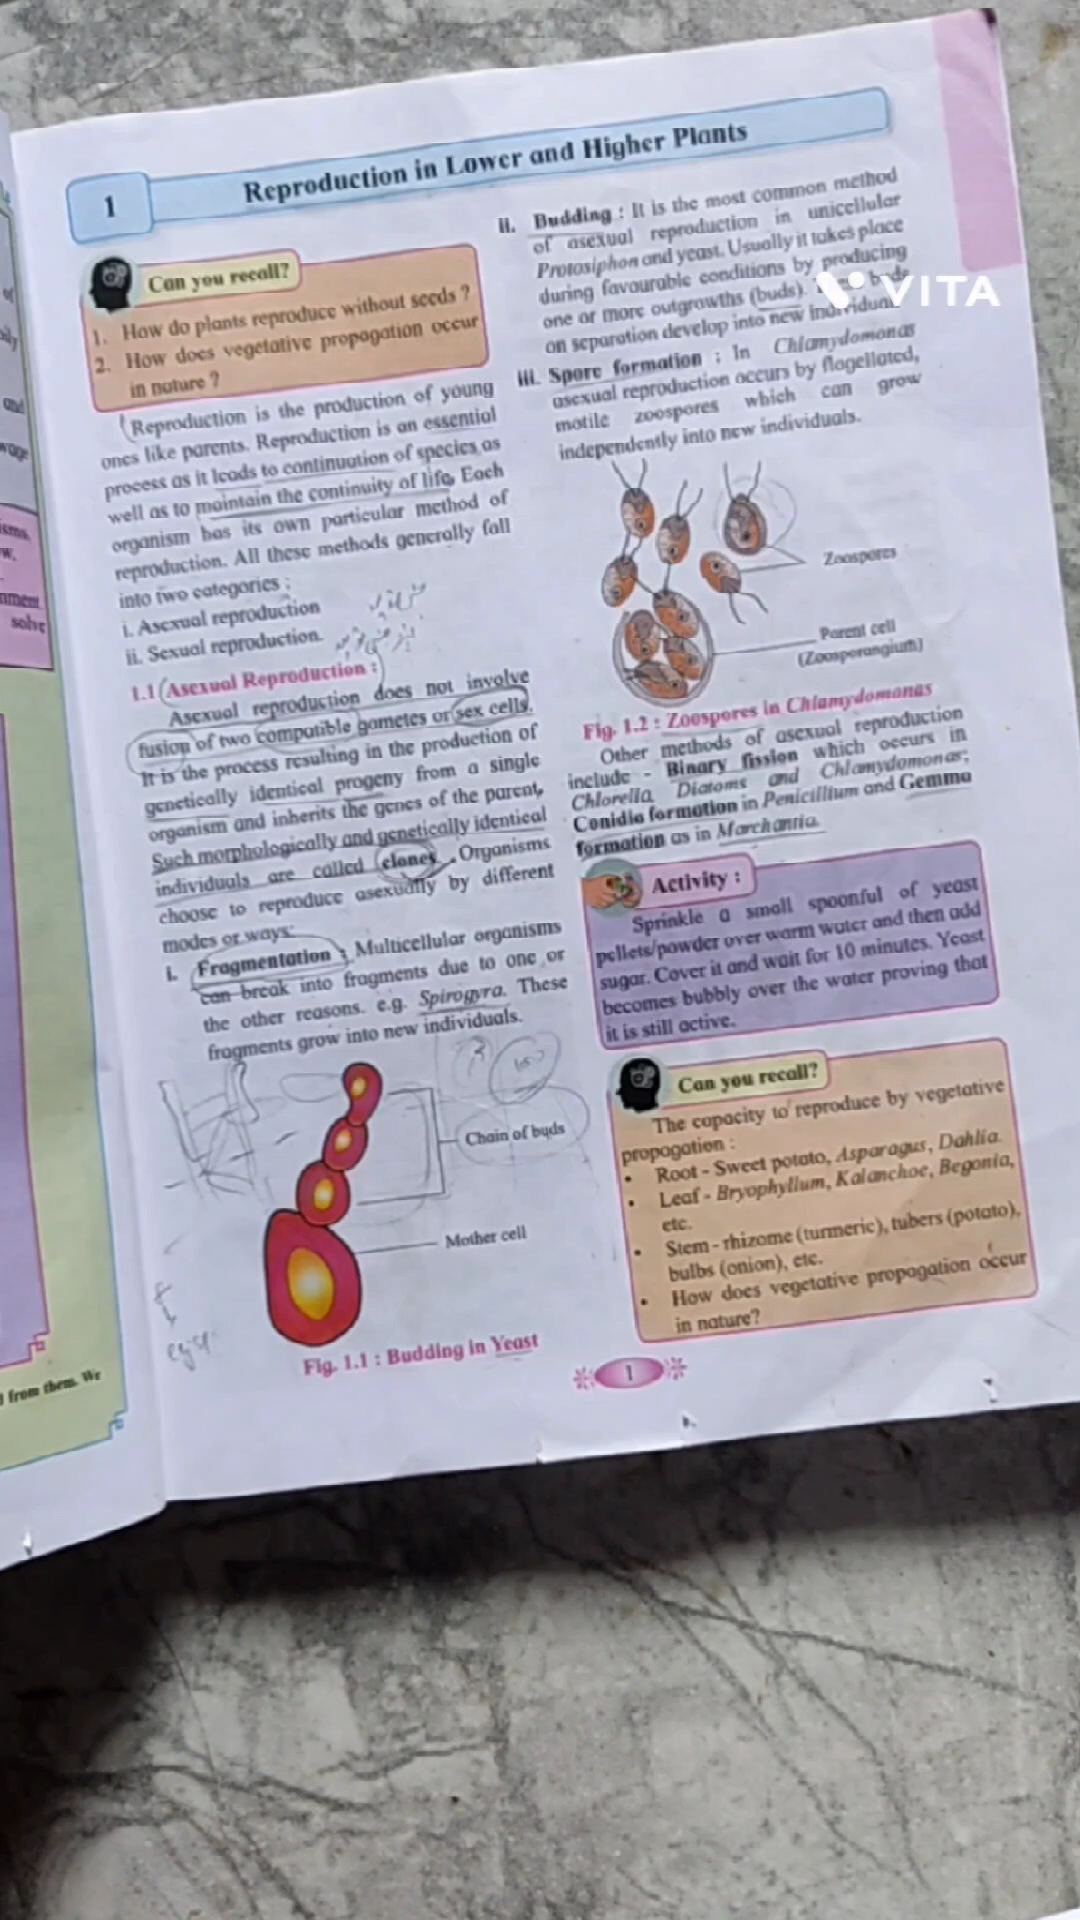 1
Reproduction in Lower and Higher Plants
Can you recall?
1. How do plants reproduce without seeds ?
2. How does vegetative propagation occur
in nature ?
Reproduction is the production of young
ones like parents. Reproduction is an essential
process as it leads to continuation of species as
well as to maintain the continuity of life. Each
organism has its own particular method of
reproduction. All these methods generally fall
into two categories :
i. Asexual reproduction
ii. Sexual reproduction.
1.1 Asexual Reproduction :
Asexual reproduction does not involve
fusion of two compatible gametes or sex cells.
It is the process resulting in the production of
genetically identical progeny from a single
organism and inherits the genes of the parent.
Such morphologically and genetically identical
individuals are called clones. Organisms
choose to reproduce asexually by different
modes or ways:
i. Fragmentation : Multicellular organisms
can break into fragments due to one or
the other reasons. e.g. Spirogyra. These
fragments grow into new individuals.
Chain of buds
Mother cell
Fig. 1.1 : Budding in Yeast
ii. Budding : It is the most common method
of asexual reproduction in unicellular
Protosiphon and yeast. Usually it takes place
during favourable conditions by producing
one or more outgrowths (buds). buds
on separation develop into new individual
iii. Spore formation : In Chlamydomonas
asexual reproduction occurs by flagellated,
motile zoospores which can grow
independently into new individuals.
Zoospores
Parent cell
(Zoosporangium)
Fig. 1.2 : Zoospores in Chlamydomonas
Other methods of asexual reproduction
include - Binary fission which occurs in
Chlorella, Diatoms and Chlamydomonas;
Conidia formation in Penicillium and Gemma
formation as in Marchantia.
Activity :
Sprinkle a small spoonful of yeast
pellets/powder over warm water and then add
sugar. Cover it and wait for 10 minutes. Yeast
becomes bubbly over the water proving that
it is still active.
Can you recall?
The capacity to reproduce by vegetative
propagation :
• Root - Sweet potato, Asparagus, Dahlia.
• Leaf - Bryophyllum, Kalanchoe, Begonia,
etc.
• Stem - rhizome (turmeric), tubers (potato),
bulbs (onion), etc.
• How does vegetative propagation occur
in nature?
1
VITA
and
nment
solve
from them. We